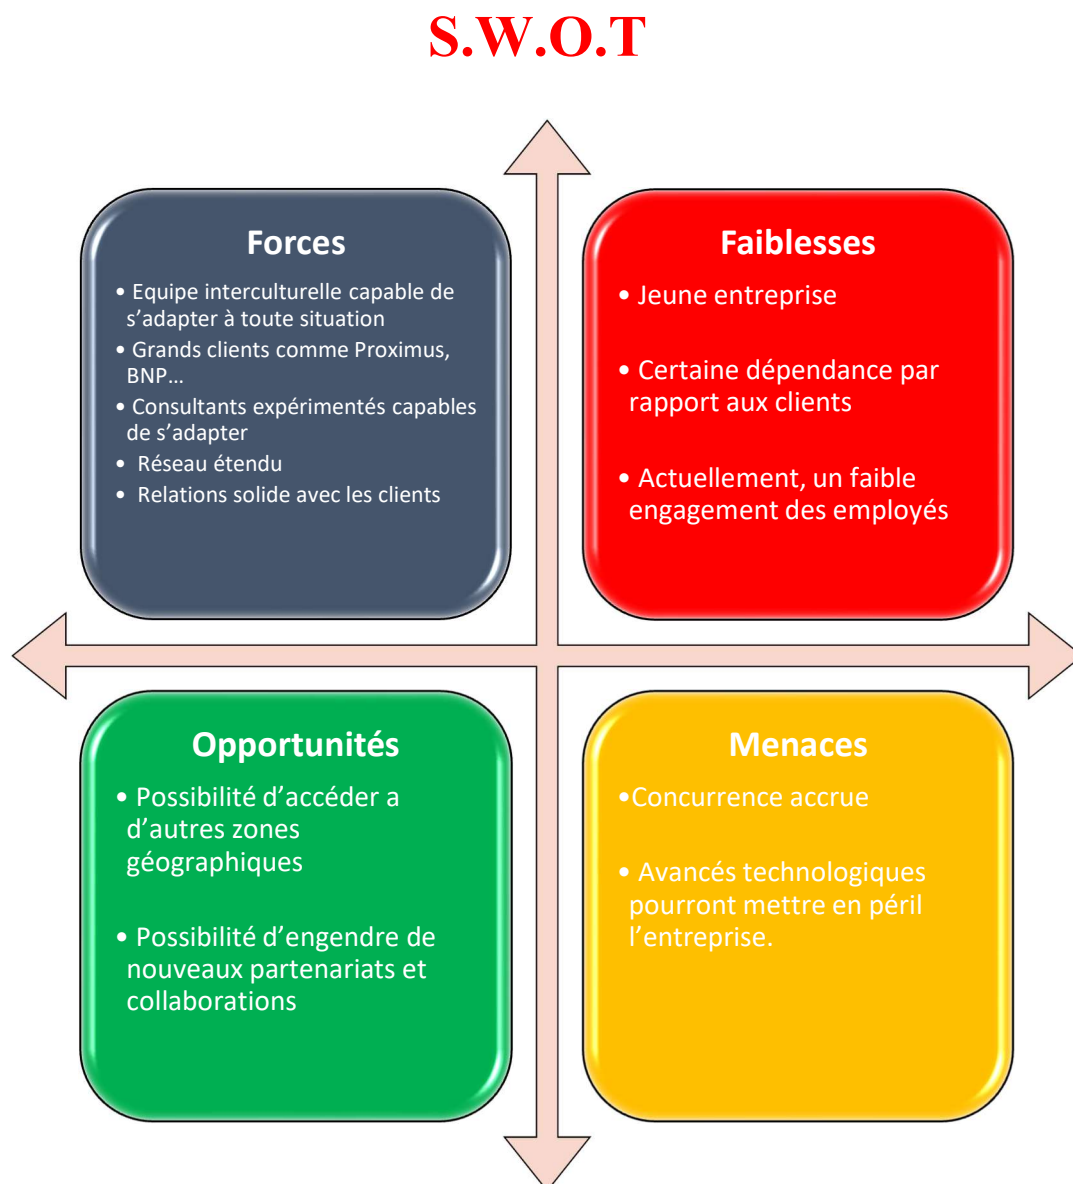 S.W.O.T
Forces
• Equipe interculturelle capable de
s’adapter à toute situation
• Grands clients comme Proximus,
BNP…
• Consultants expérimentés capables
de s’adapter
• Réseau étendu
• Relations solide avec les clients
Faiblesses
• Jeune entreprise
• Certaine dépendance par
rapport aux clients
• Actuellement, un faible
engagement des employés
Opportunités
• Possibilité d’accéder a
d’autres zones
géographiques
• Possibilité d’engendre de
nouveaux partenariats et
collaborations
Menaces
•Concurrence accrue
• Avancés technologiques
pourront mettre en péril
l’entreprise.